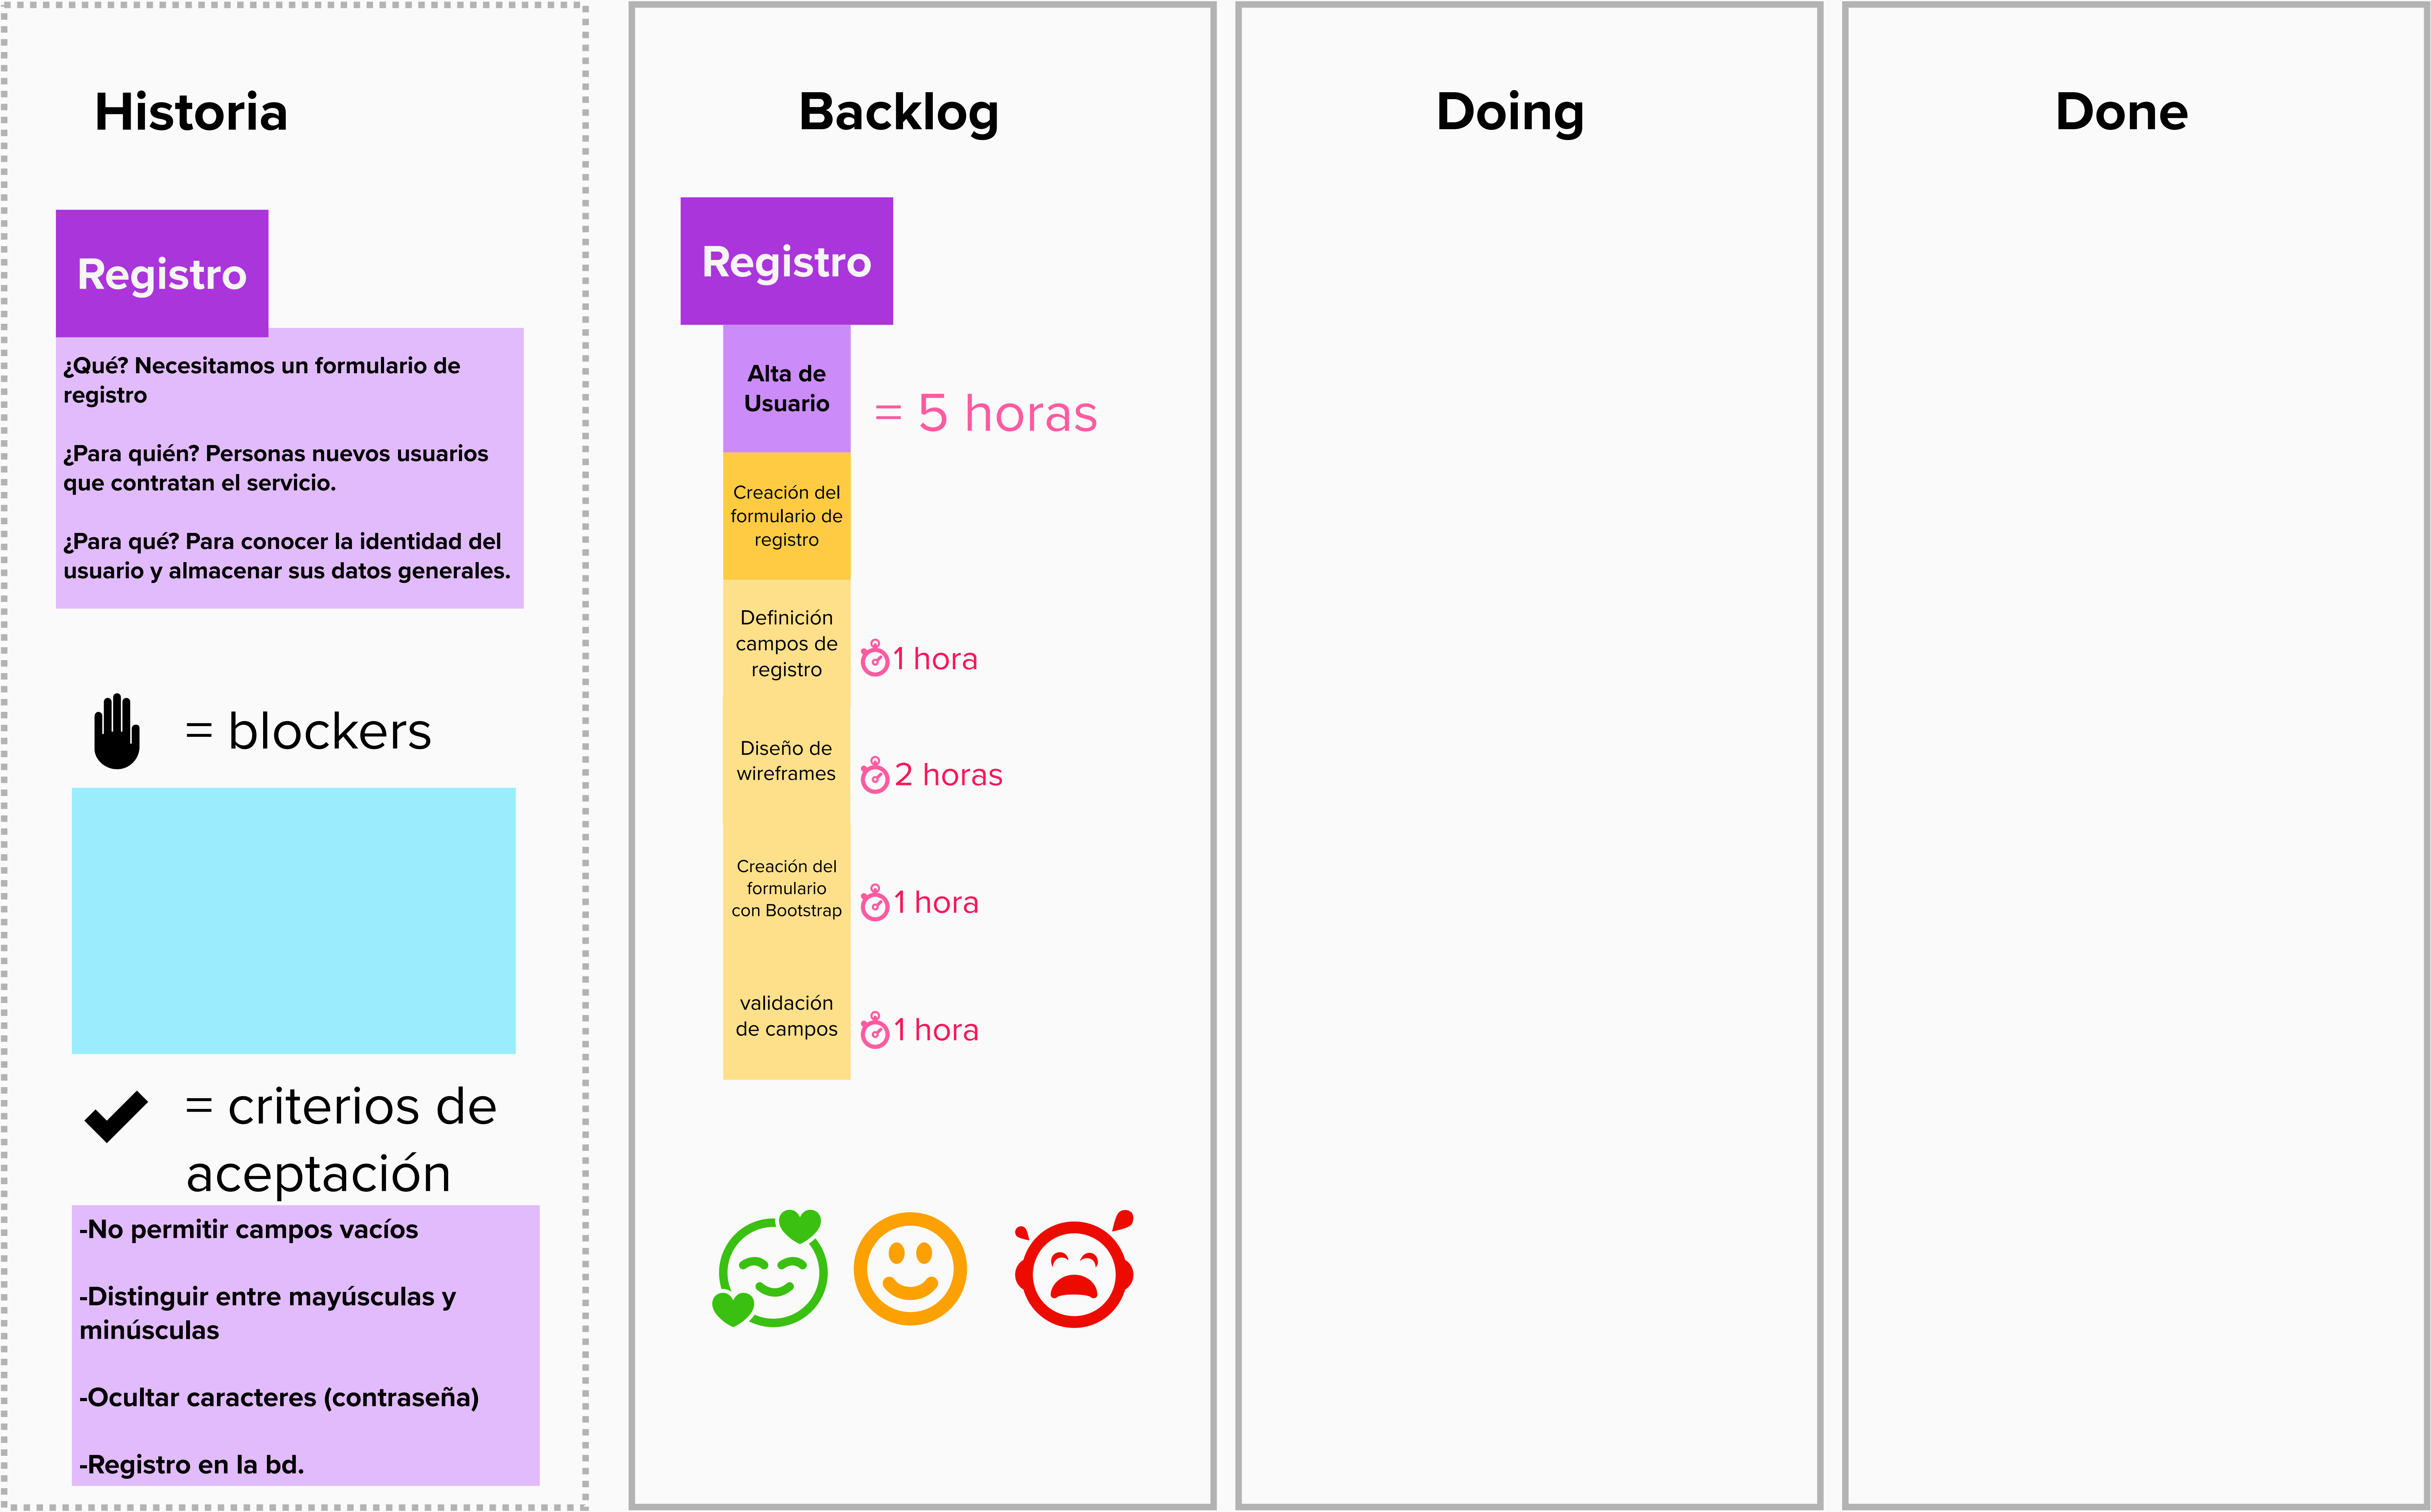 Historia
Registro
¿Qué? Necesitamos un formulario de
registro
¿Para quién? Personas nuevos usuarios
que contratan el servicio.
¿Para qué? Para conocer la identidad del
usuario y almacenar sus datos generales.
= blockers
= criterios de
aceptación
-No permitir campos vacíos
-Distinguir entre mayúsculas y
minúsculas
-Ocultar caracteres (contraseña)
-Registro en la bd.
Backlog
Registro
Alta de
Usuario
= 5 horas
Creación del
formulario de
registro
Definición
campos de
registro
1 hora
Diseño de
wireframes
2 horas
Creación del
formulario
con Bootstrap
1 hora
validación
de campos
1 hora
Doing
Done